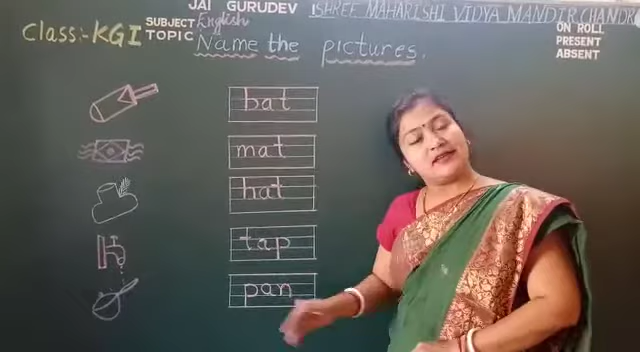 JAI GURUDEV
SHREE MAHARISHI VIDYA MANDIR CHANDRA
Class:- KGI
SUBJECT English
TOPIC Name the pictures.
ON ROLL
PRESENT
ABSENT
bat
mat
hat
tap
pan